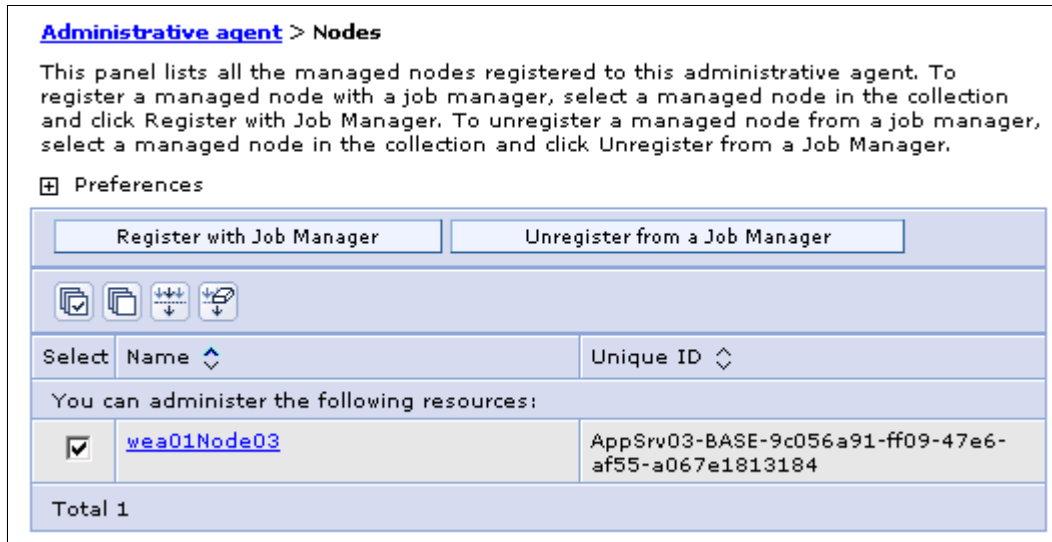 Administrative agent > Nodes
This panel lists all the managed nodes registered to this administrative agent. To
register a managed node with a job manager, select a managed node in the collection
and click Register with Job Manager. To unregister a managed node from a job manager,
select a managed node in the collection and click Unregister from a Job Manager.
Preferences
Register with Job Manager Unregister from a Job Manager
Select Name Unique ID
You can administer the following resources:
wea01Node03 AppSrv03-BASE-9c056a91-ff09-47e6-
af55-a067e1813184
Total 1